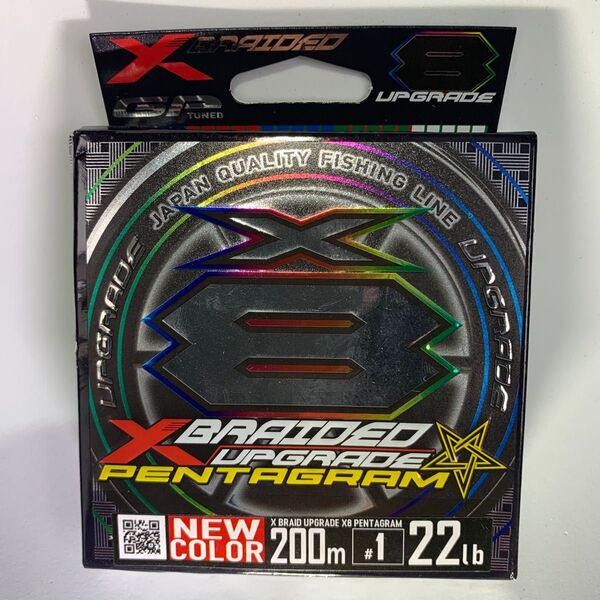 X BRAIDED
8
UPGRADE
TUNED
JAPAN QUALITY FISHING LINE
UPGRADE
UPGRADE
X
8
X BRAIDED
UPGRADE
PENTAGRAM
NEW
COLOR
X BRAID UPGRADE X8 PENTAGRAM
200m #1 22lb